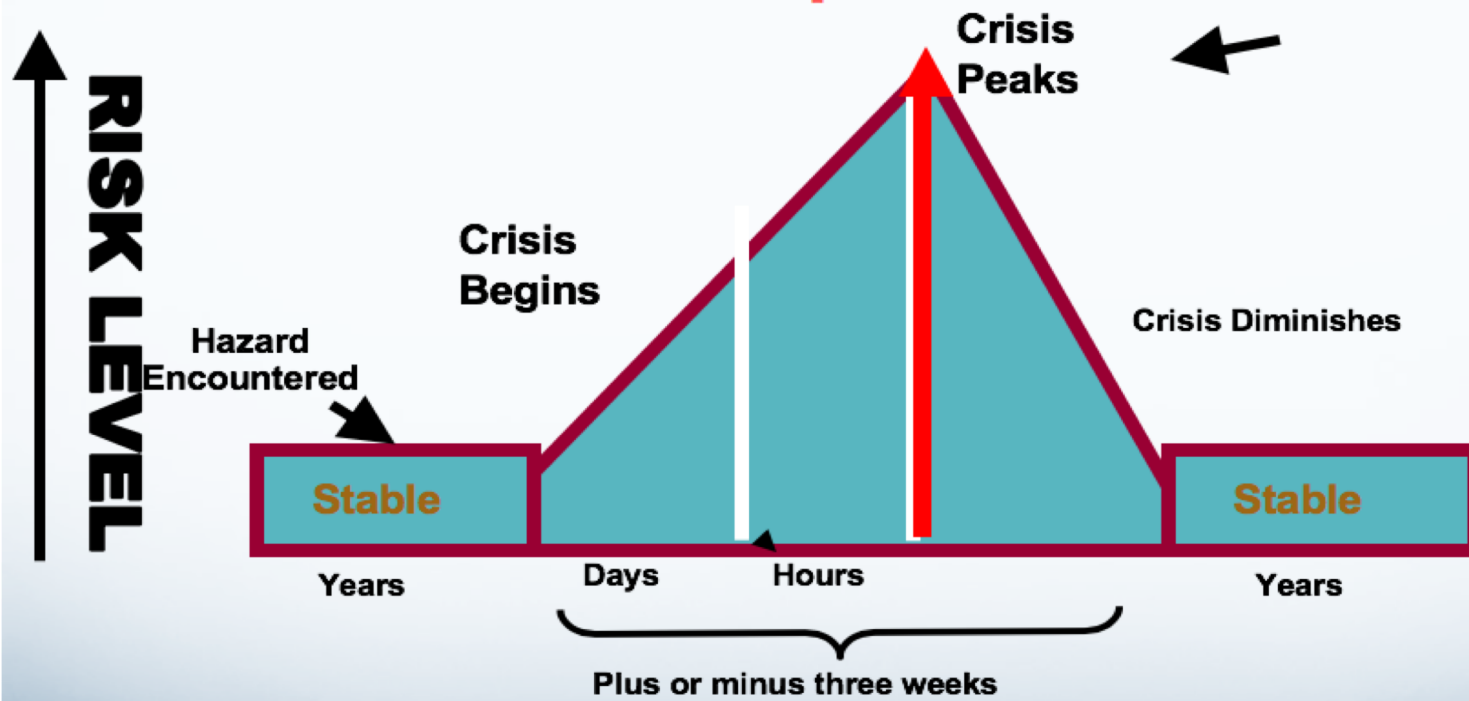 Crisis
Peaks
RISK LEVEL
Crisis
Begins
Crisis Diminishes
Hazard
Encountered
Stable
Stable
Years
Days
Hours
Years
Plus or minus three weeks